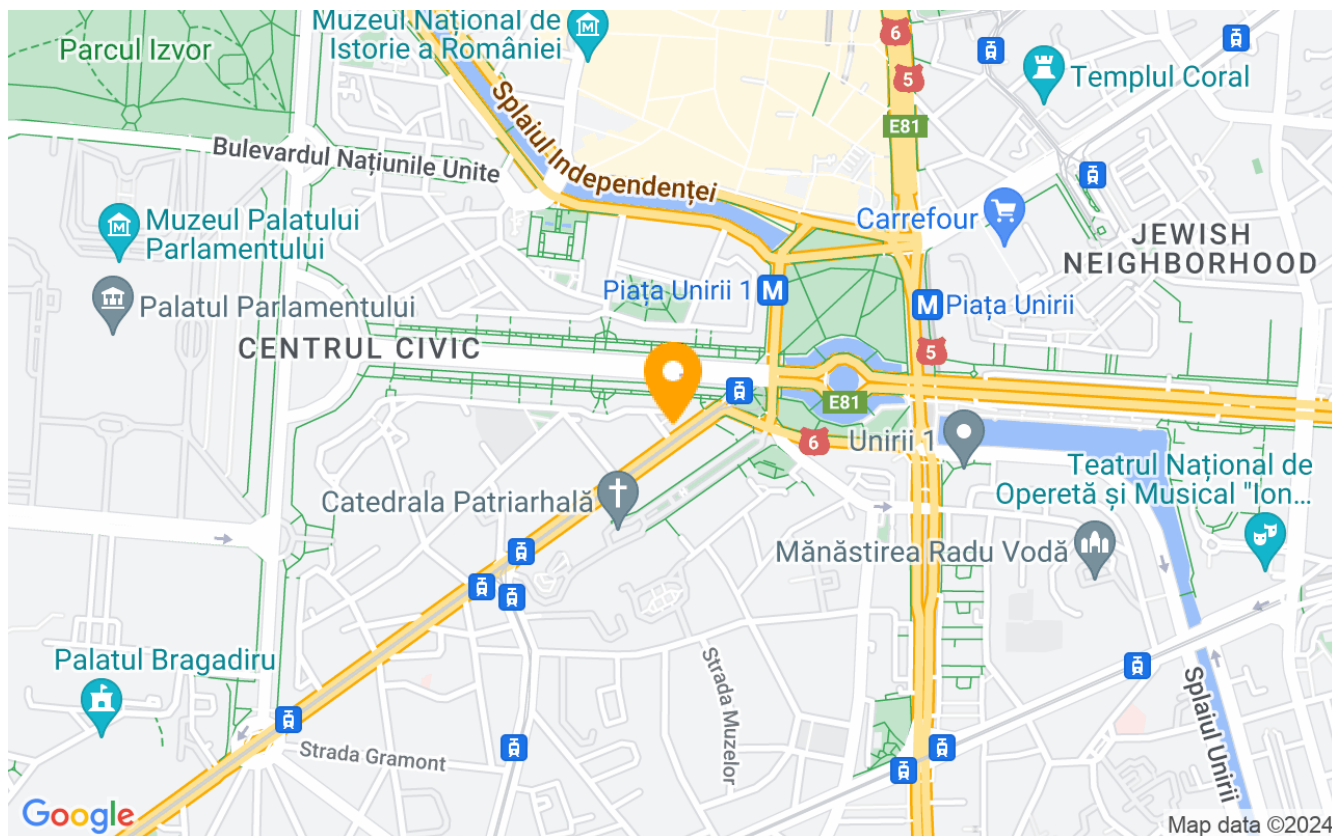 Muzeul Național de
Istorie a României
6
5
Parcul Izvor
Templul Coral
E81
Splaiul Independenței
Bulevardul Națiunile Unite
Carrefour
Muzeul Palatului
Parlamentului
JEWISH
NEIGHBORHOOD
Piața Unirii 1
M
M
Piața Unirii
Palatul Parlamentului
CENTRUL CIVIC
5
E81
6
Unirii 1
Teatrul Național de
Operetă și Musical "Ion...
Catedrala Patriarhală
Mănăstirea Radu Vodă
Palatul Bragadiru
Strada Muzelor
Splaiul Unirii
Strada Gramont
Google
Map data ©2024